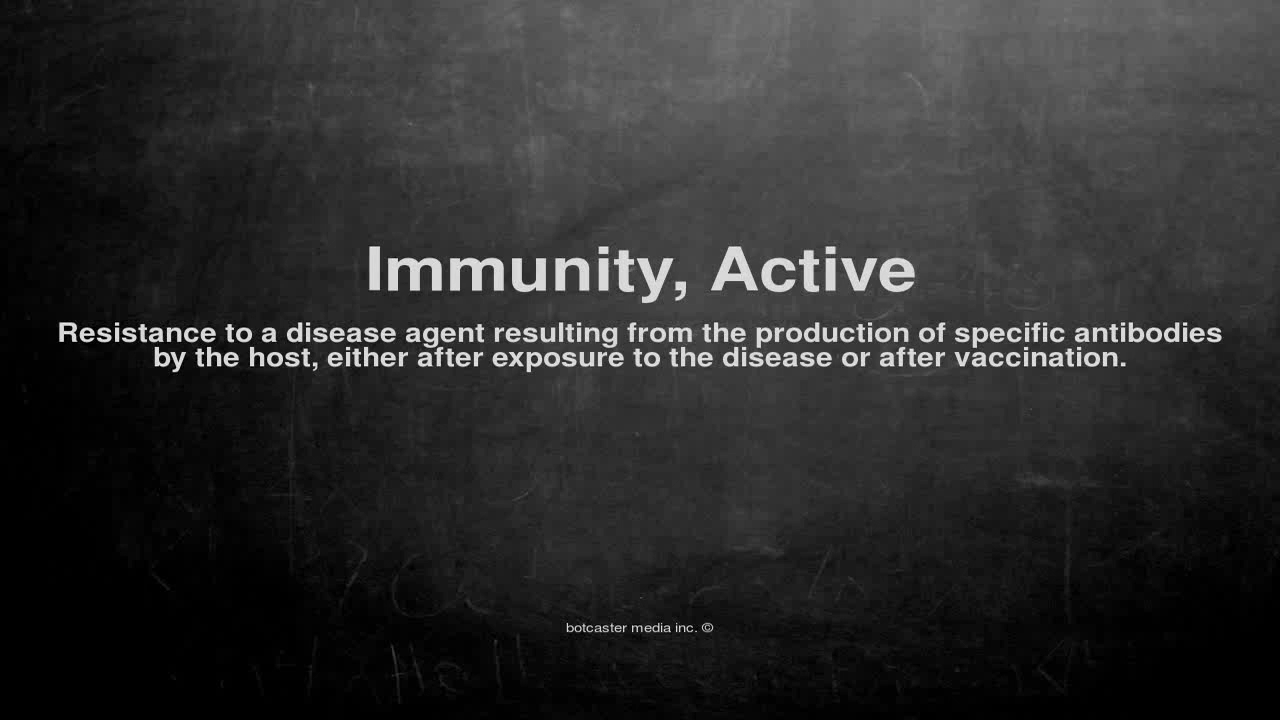 Immunity, Active
Resistance to a disease agent resulting from the production of specific antibodies
by the host, either after exposure to the disease or after vaccination.
botcaster media inc. ©